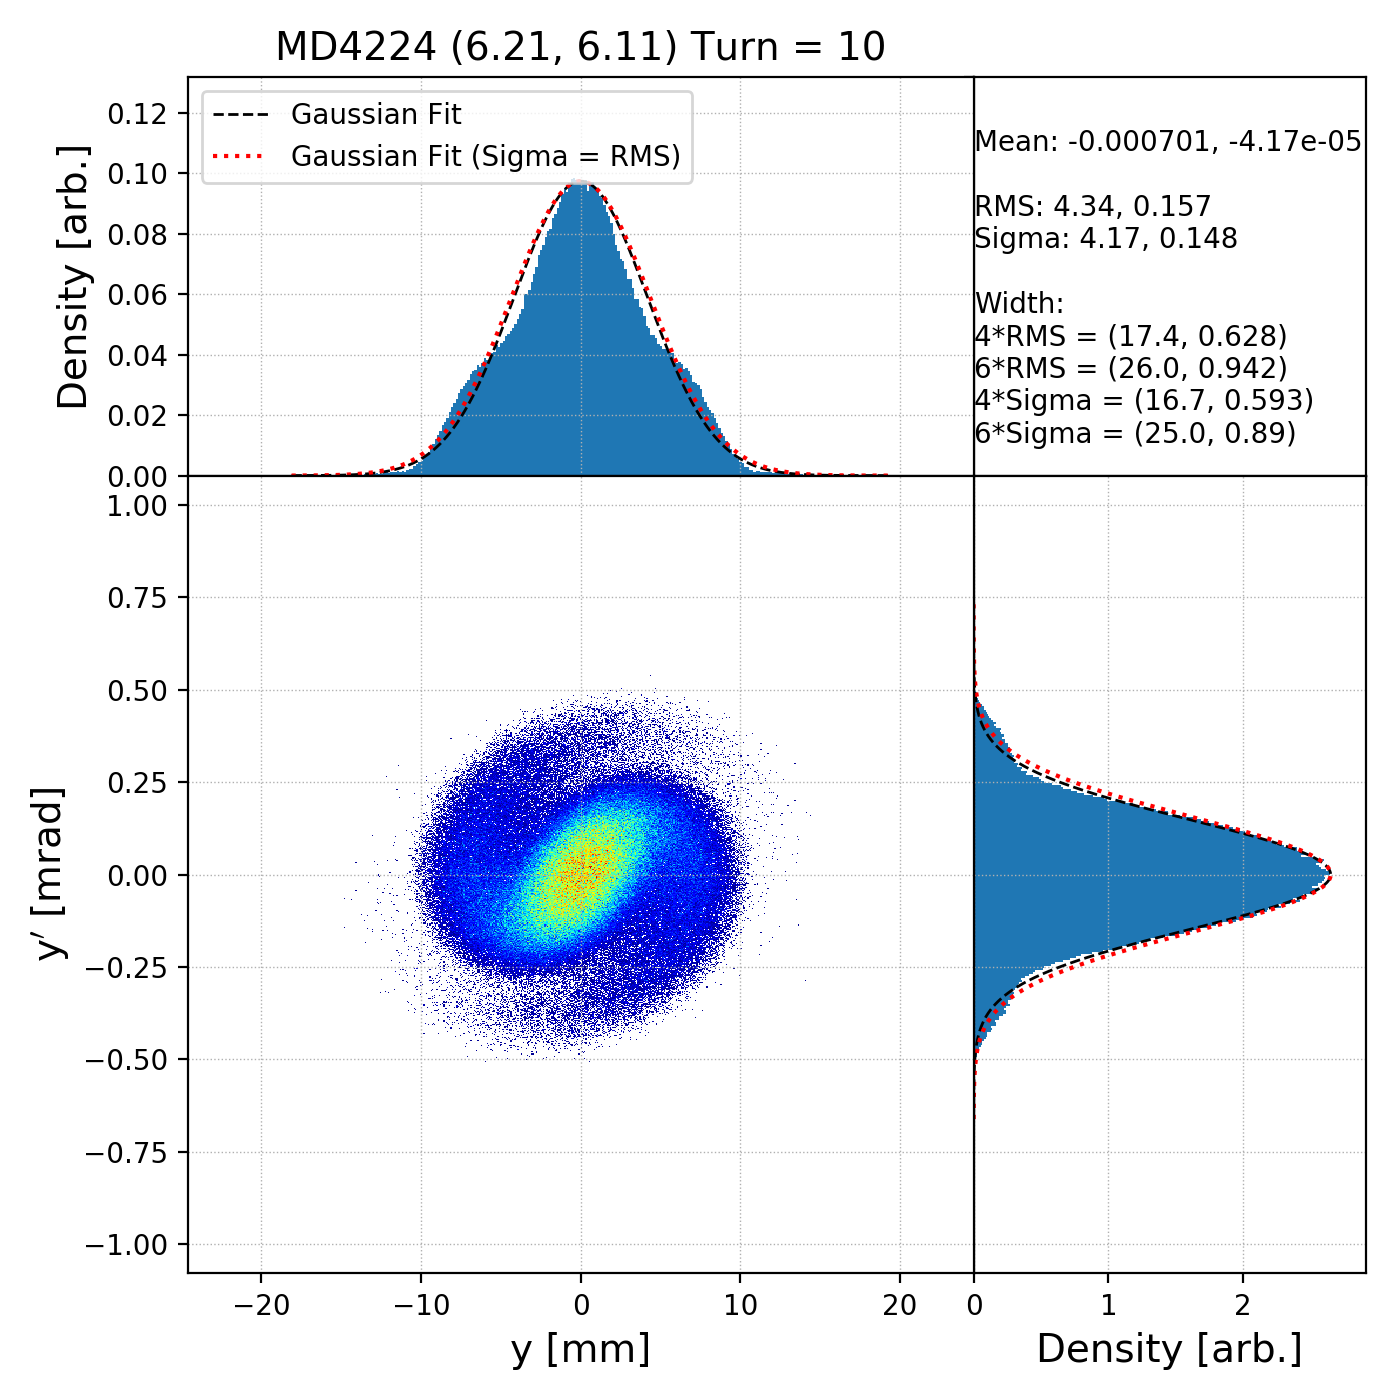 MD4224 (6.21, 6.11) Turn = 10
Gaussian Fit
Gaussian Fit (Sigma = RMS)
Density [arb.]
0.12
0.10
0.08
0.06
0.04
0.02
0.00
Mean: -0.000701, -4.17e-05
RMS: 4.34, 0.157
Sigma: 4.17, 0.148
Width:
4*RMS = (17.4, 0.628)
6*RMS = (26.0, 0.942)
4*Sigma = (16.7, 0.593)
6*Sigma = (25.0, 0.89)
y′ [mrad]
1.00
0.75
0.50
0.25
0.00
−0.25
−0.50
−0.75
−1.00
−20 −10 0 10 20
y [mm]
0 1 2
Density [arb.]